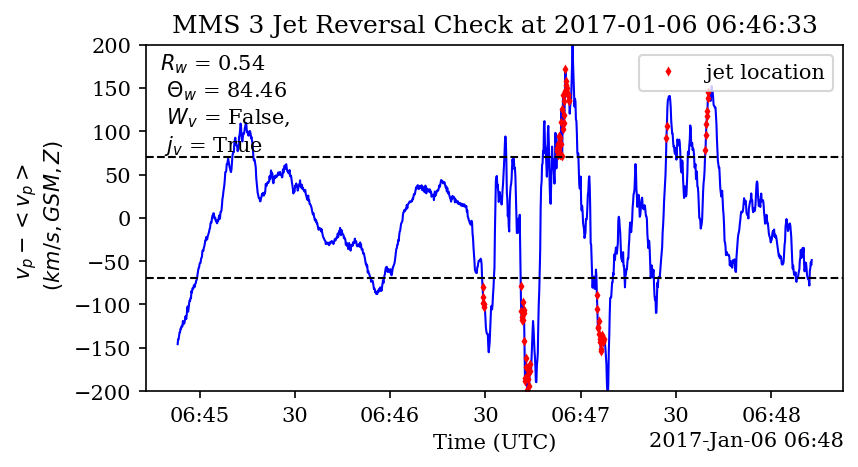 MMS 3 Jet Reversal Check at 2017-01-06 06:46:33
R_w = 0.54
Θ_w = 84.46
W_v = False,
j_v = True
jet location
v_p − <v_p>
(km/s, GSM, Z)
200
150
100
50
0
−50
−100
−150
−200
06:45 30 06:46 30 06:47 30 06:48
Time (UTC)
2017-Jan-06 06:48